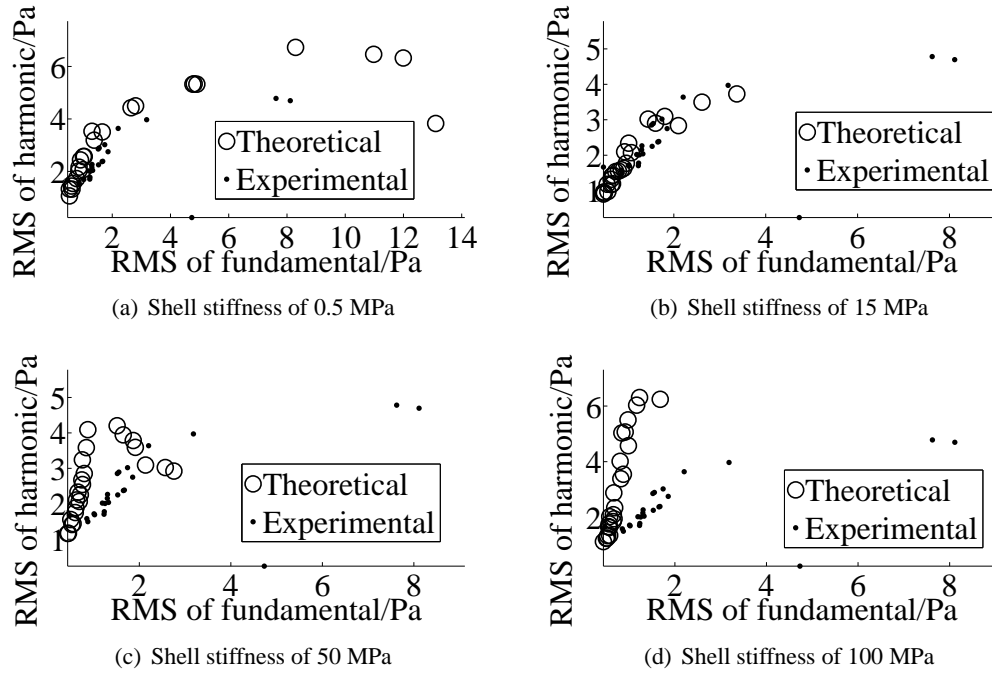 RMS of harmonic/Pa
6
4
2
2 4 6 8 10 12 14
RMS of fundamental/Pa
Theoretical
Experimental
(a) Shell stiffness of 0.5 MPa
RMS of harmonic/Pa
5
4
3
2
1
2 4 6 8
RMS of fundamental/Pa
Theoretical
Experimental
(b) Shell stiffness of 15 MPa
RMS of harmonic/Pa
5
4
3
2
1
2 4 6 8
RMS of fundamental/Pa
Theoretical
Experimental
(c) Shell stiffness of 50 MPa
RMS of harmonic/Pa
6
4
2
2 4 6 8
RMS of fundamental/Pa
Theoretical
Experimental
(d) Shell stiffness of 100 MPa